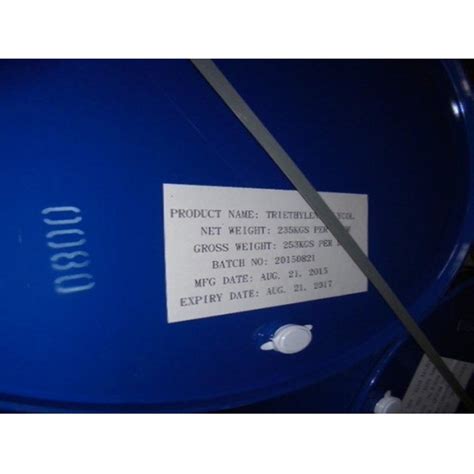 0800
PRODUCT NAME: TRIETHYLEN
NET WEIGHT: 235KGS PER
GROSS WEIGHT: 253KGS PER
BATCH NO: 20150821
MFG DATE: AUG. 21. 2015
EXPIRY DATE: AUG. 21. 2017